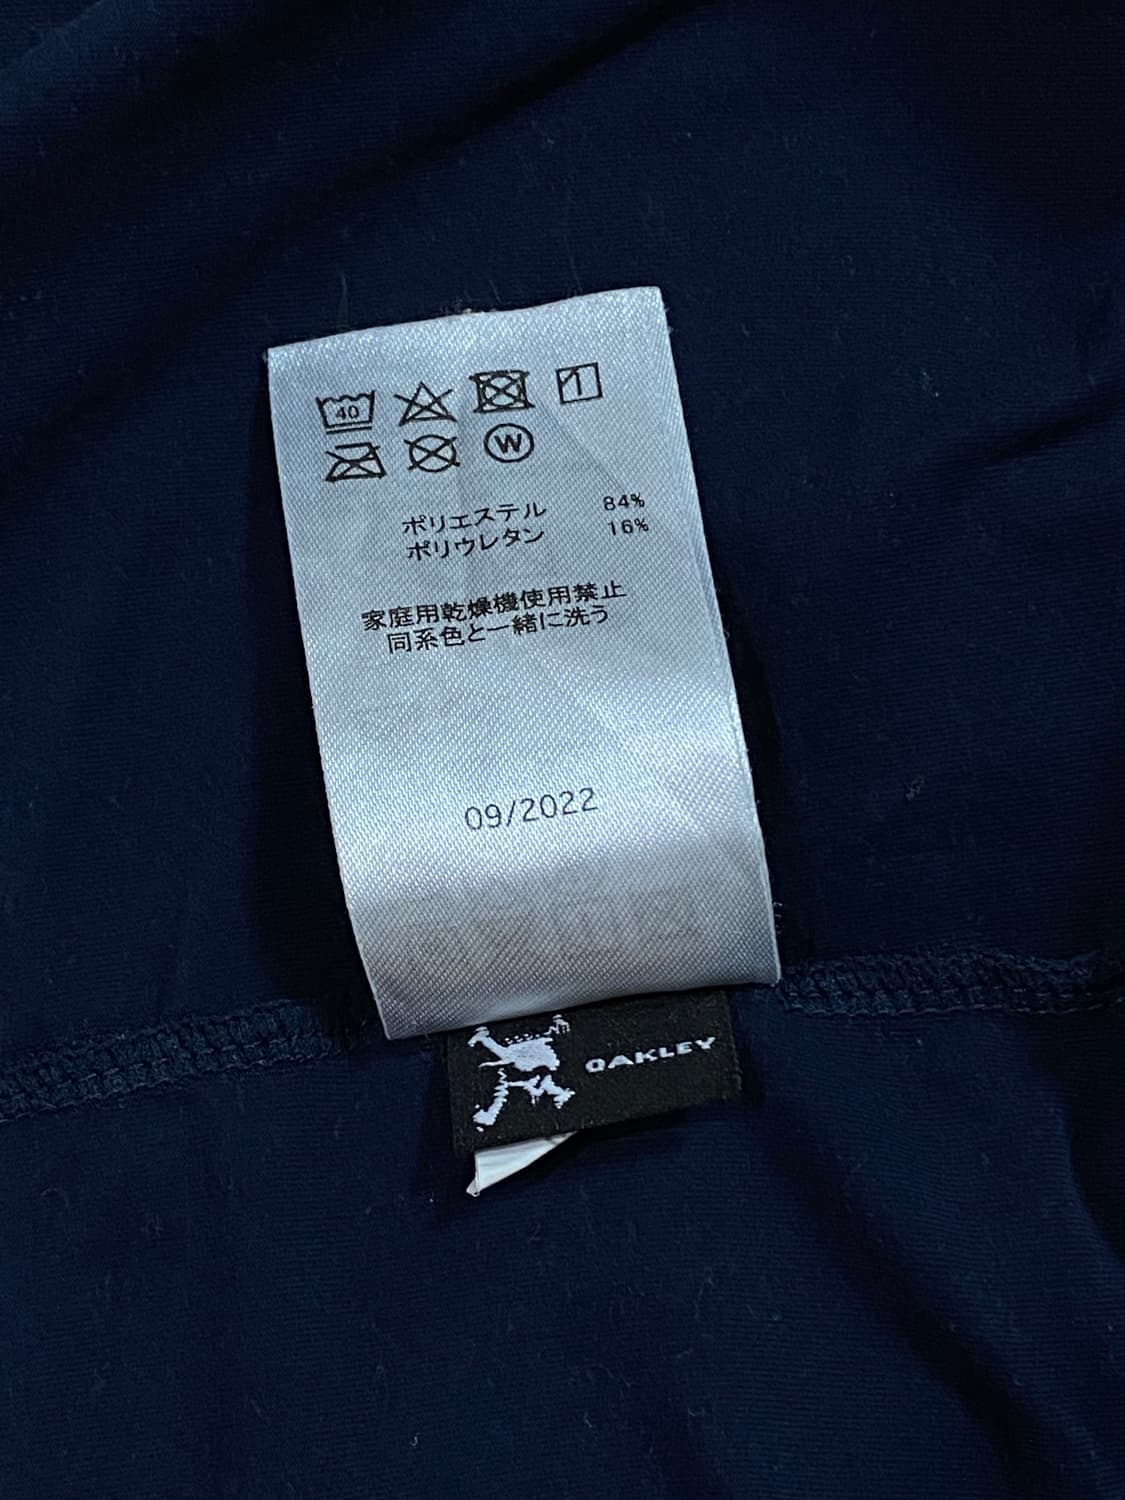 40
W
ポリエステル 84%
ポリウレタン 16%
家庭用乾燥機使用禁止
同系色と一緒に洗う
09/2022
OAKLEY